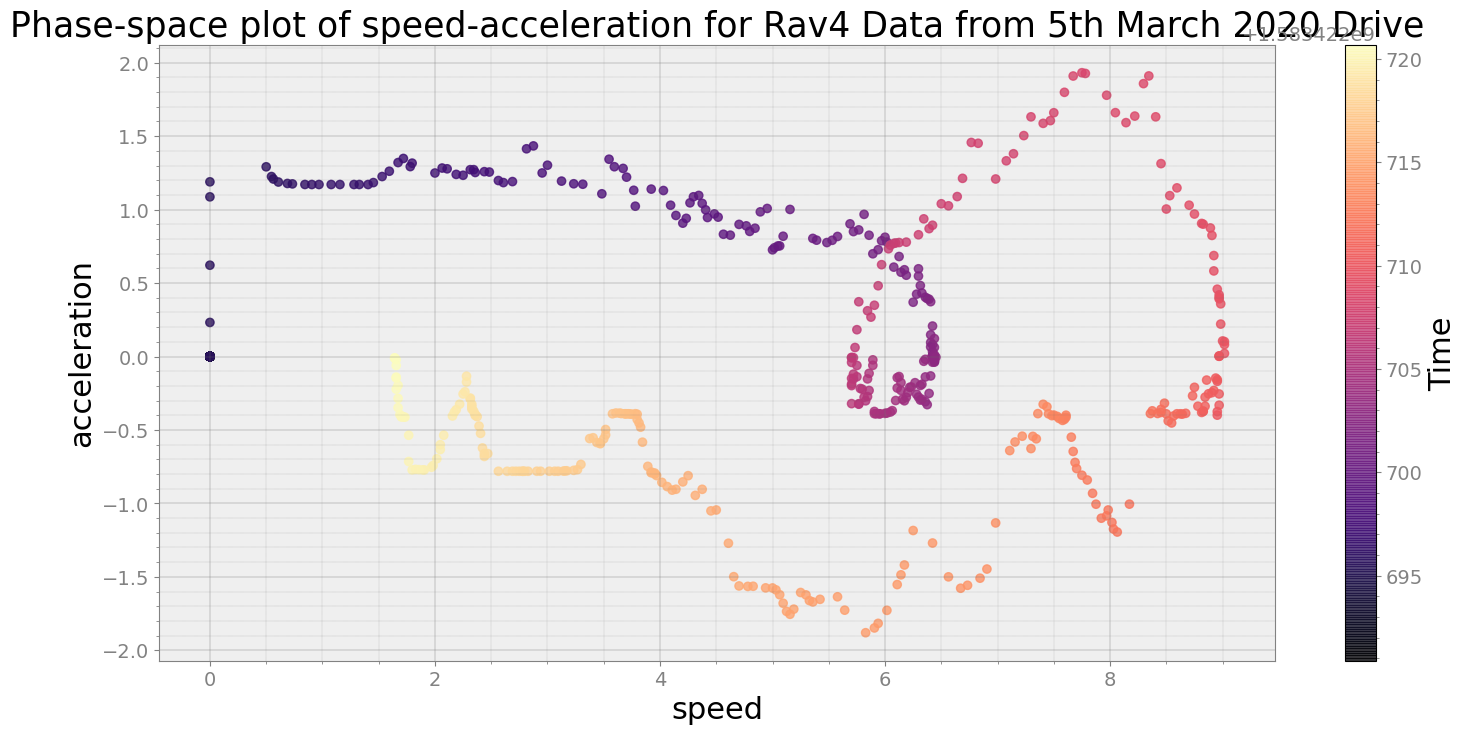 Phase-space plot of speed-acceleration for Rav4 Data from 5th March 2020 Drive
+1.583422e9
2.0
1.5
1.0
0.5
0.0
−0.5
−1.0
−1.5
−2.0
acceleration
0 2 4 6 8
speed
720
715
710
705
700
695
Time